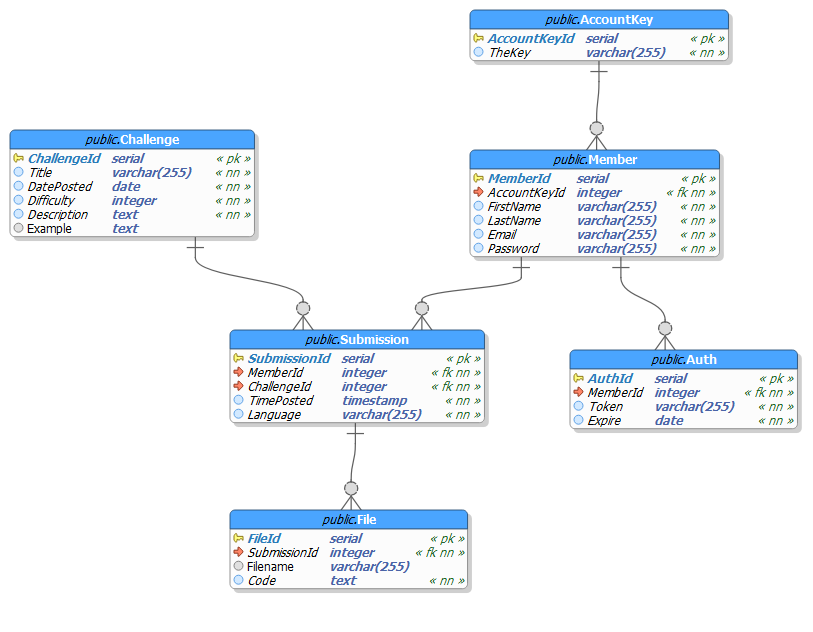 public.AccountKey
AccountKeyId serial « pk »
TheKey varchar(255) « nn »
public.Challenge
ChallengeId serial « pk »
Title varchar(255) « nn »
DatePosted date « nn »
Difficulty integer « nn »
Description text « nn »
Example text
public.Member
MemberId serial « pk »
AccountKeyId integer « fk nn »
FirstName varchar(255) « nn »
LastName varchar(255) « nn »
Email varchar(255) « nn »
Password varchar(255) « nn »
public.Submission
SubmissionId serial « pk »
MemberId integer « fk nn »
ChallengeId integer « fk nn »
TimePosted timestamp « nn »
Language varchar(255) « nn »
public.Auth
AuthId serial « pk »
MemberId integer « fk nn »
Token varchar(255) « nn »
Expire date « nn »
public.File
FileId serial « pk »
SubmissionId integer « fk nn »
Filename varchar(255)
Code text « nn »